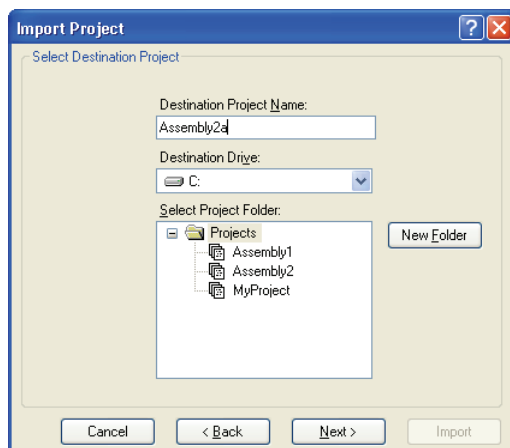 Import Project
Select Destination Project
Destination Project Name:
Assembly2a
Destination Drive:
C:
Select Project Folder:
Projects
New Folder
Assembly1
Assembly2
MyProject
Cancel
< Back
Next >
Import